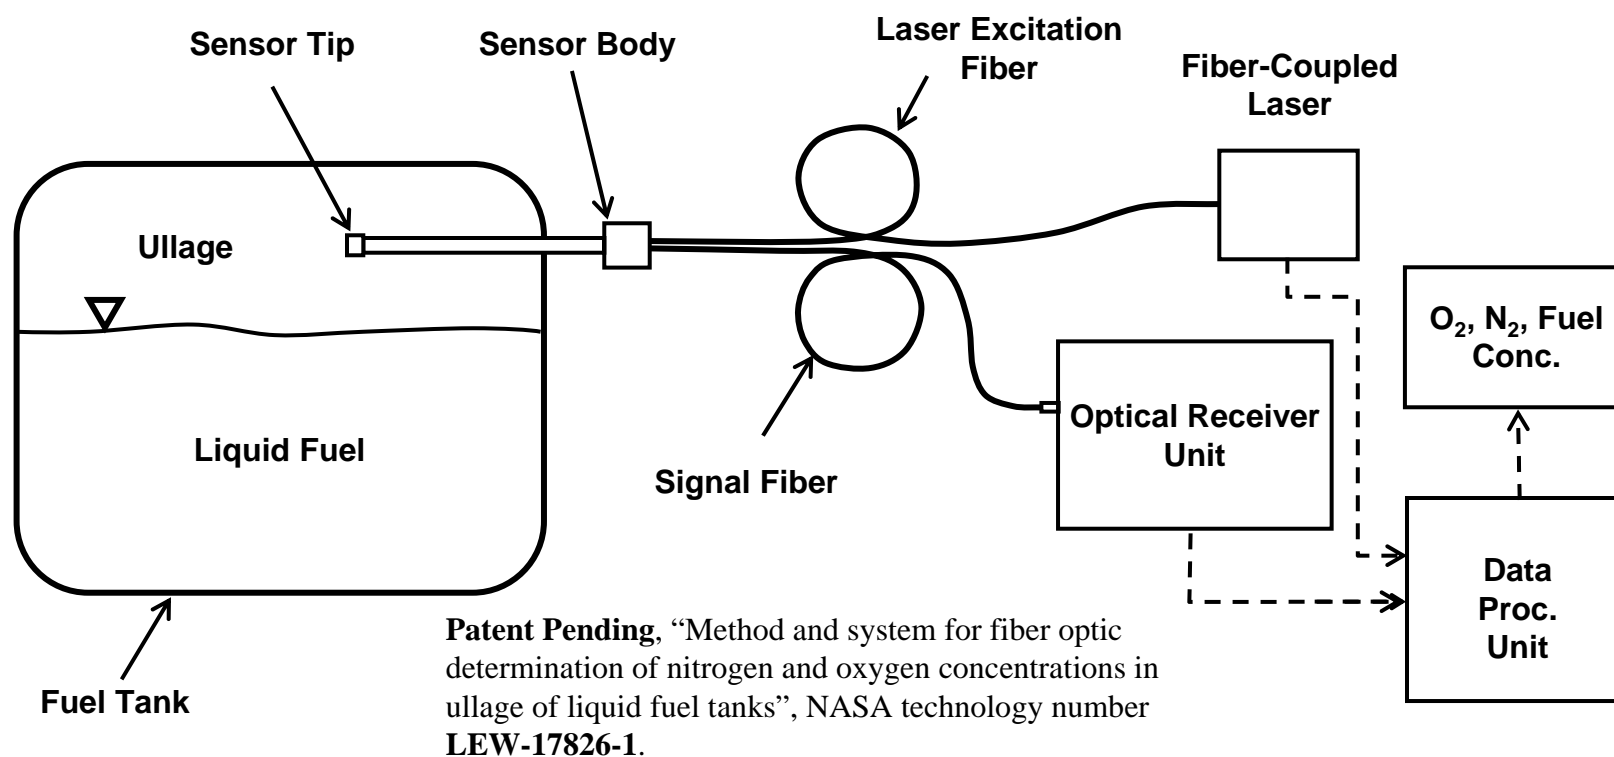 Sensor Tip
Sensor Body
Laser Excitation
Fiber
Fiber-Coupled
Laser
Ullage
O₂, N₂, Fuel
Conc.
Optical Receiver
Unit
Liquid Fuel
Signal Fiber
Data
Proc.
Unit
Fuel Tank
Patent Pending, “Method and system for fiber optic
determination of nitrogen and oxygen concentrations in
ullage of liquid fuel tanks”, NASA technology number
LEW-17826-1.